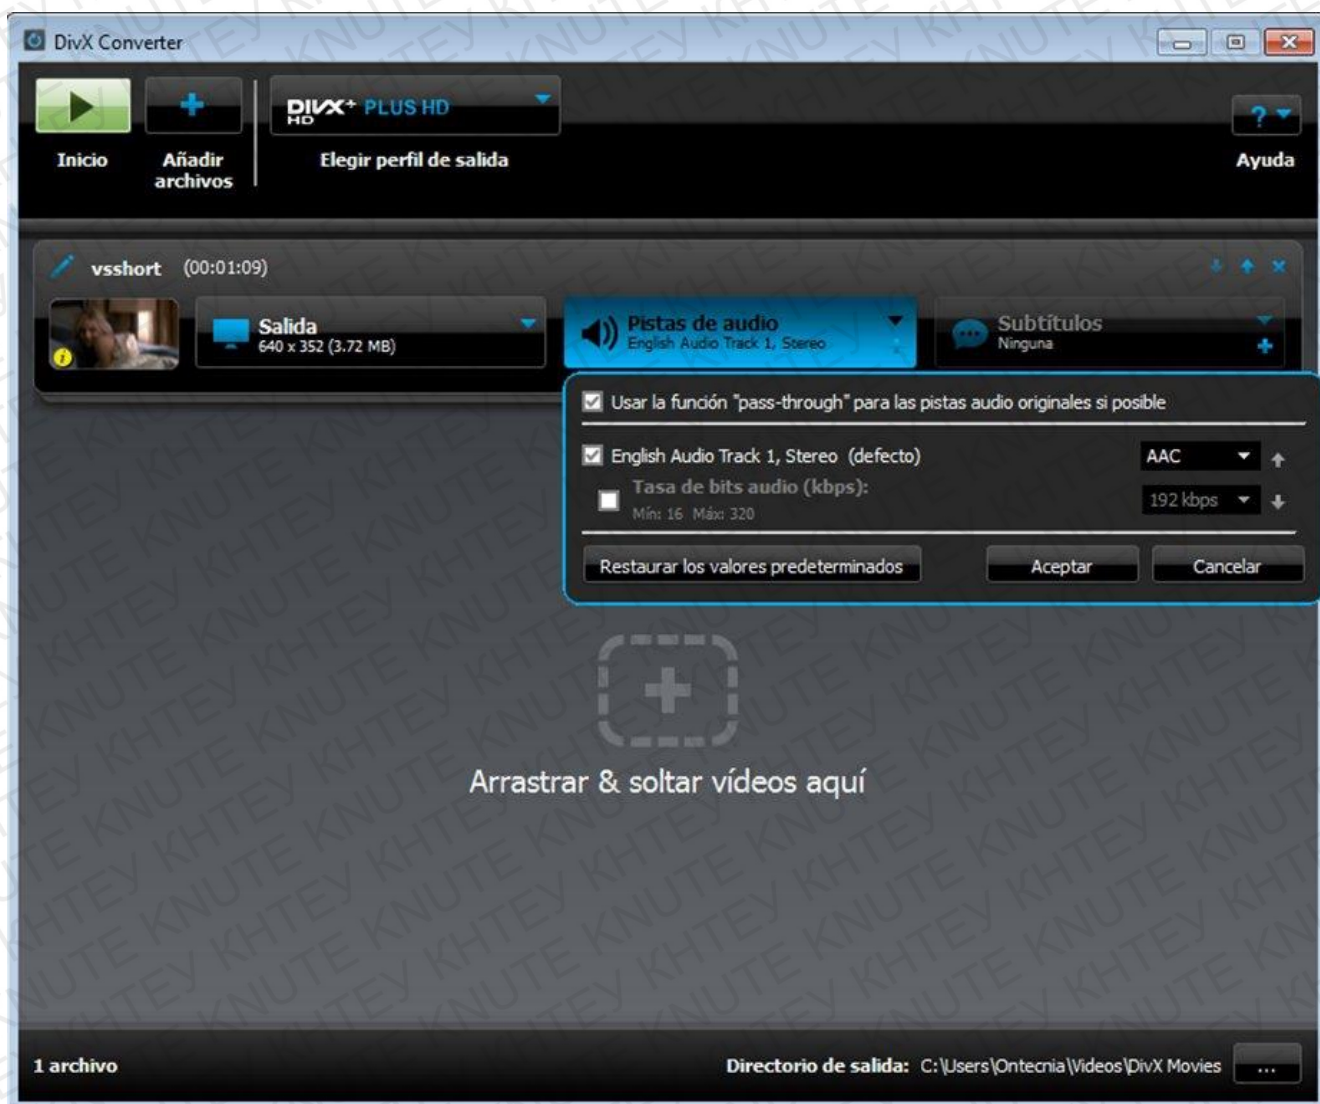 DivX Converter
DIVX+ HD PLUS HD
Inicio
Añadir archivos
Elegir perfil de salida
?
Ayuda
vsshort (00:01:09)
Salida
640 x 352 (3.72 MB)
Pistas de audio
English Audio Track 1, Stereo
Subtítulos
Ninguna
Usar la función "pass-through" para las pistas audio originales si posible
English Audio Track 1, Stereo (defecto)
AAC
Tasa de bits audio (kbps):
192 kbps
Mín: 16 Máx: 320
Restaurar los valores predeterminados
Aceptar
Cancelar
Arrastrar & soltar vídeos aquí
1 archivo
Directorio de salida: C:\Users\Ontecnia\Videos\DivX Movies
...
KNUTE KHTEY